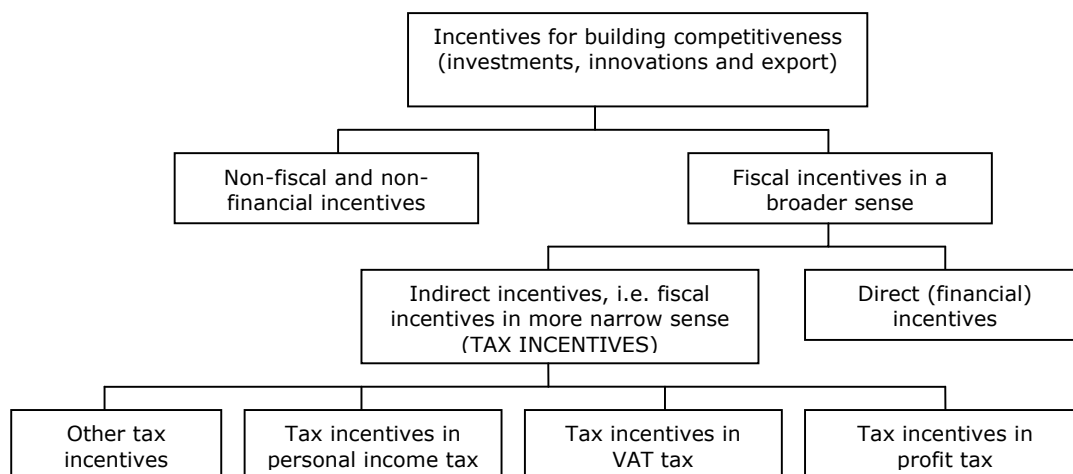 Incentives for building competitiveness
(investments, innovations and export)
Non-fiscal and non-
financial incentives
Fiscal incentives in a
broader sense
Indirect incentives, i.e. fiscal
incentives in more narrow sense
(TAX INCENTIVES)
Direct (financial)
incentives
Other tax
incentives
Tax incentives in
personal income tax
Tax incentives in
VAT tax
Tax incentives in
profit tax